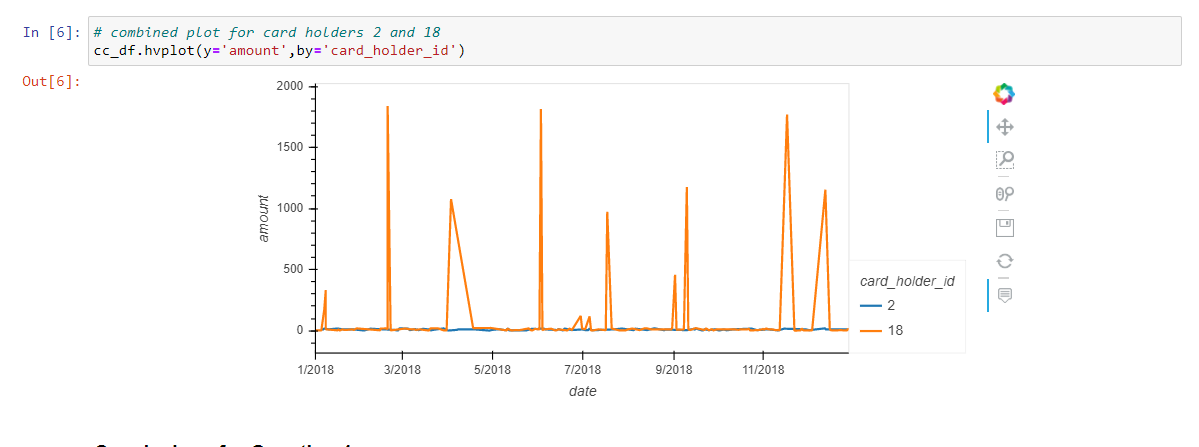 In [6]: # combined plot for card holders 2 and 18
cc_df.hvplot(y='amount',by='card_holder_id')
Out[6]:
2000
1500
1000
500
0
amount
1/2018 3/2018 5/2018 7/2018 9/2018 11/2018
date
card_holder_id
2
18